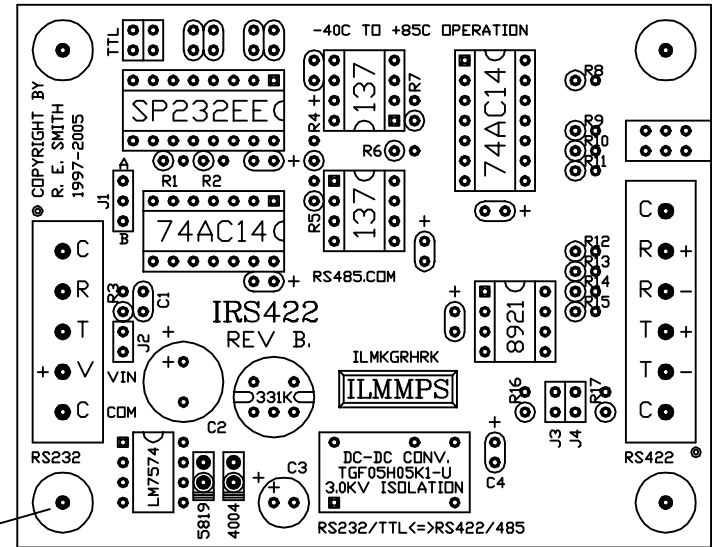 TTL
-40C TO +85C OPERATION
© COPYRIGHT BY
R. E. SMITH
1997-2005
SP232EE
+
137
R7
74AC14
R8
R4
+
R9
R10
R11
R6
R1
R2
+
A
J1
B
74AC14
R5
137
+
+
C
R +
R -
T +
T -
C
C
R
T
+ V
C
RS485.COM
+
R12
R13
R14
R15
R3
C1
IRS422
REV B.
+
8921
J2
VIN
COM
+
+
C2
331K
ILMKGRHRK
ILMMPS
R16
R17
J3
J4
RS232
LM7574
5819
4004
+
+
C3
DC-DC CONV.
TGF05H05K1-U
3.0KV ISOLATION
+
C4
RS422
©
RS232/TTL<=>RS422/485